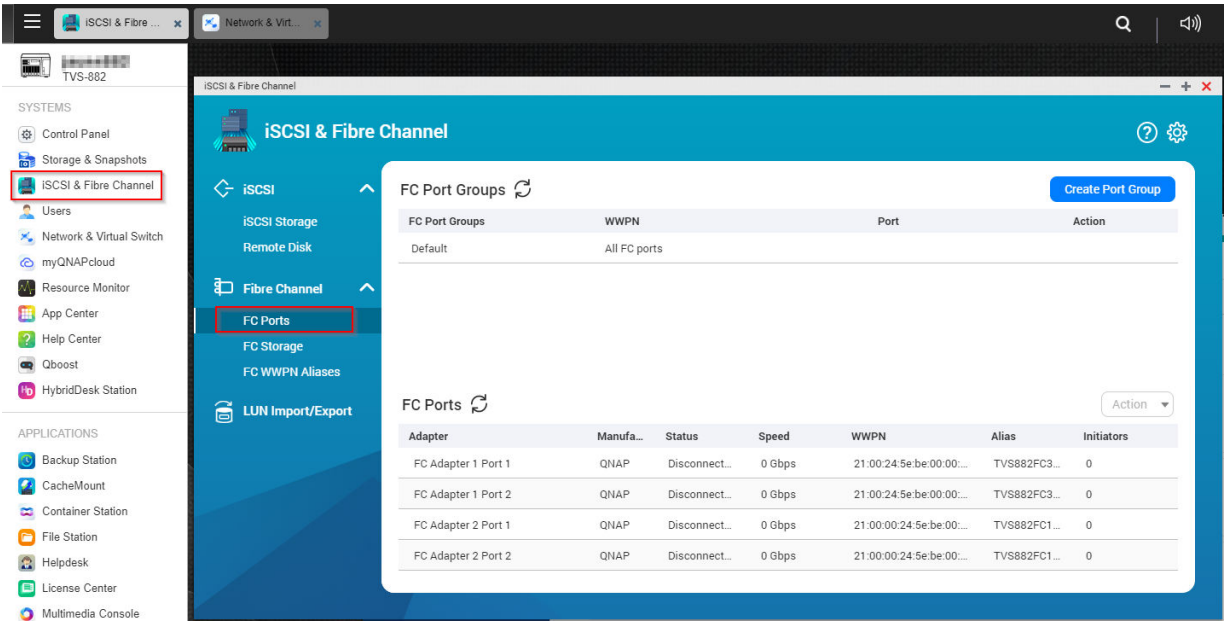 iSCSI & Fibre ...
Network & Virt...
TVS-882
SYSTEMS
Control Panel
Storage & Snapshots
iSCSI & Fibre Channel
Users
Network & Virtual Switch
myQNAPcloud
Resource Monitor
App Center
Help Center
Qboost
HybridDesk Station
APPLICATIONS
Backup Station
CacheMount
Container Station
File Station
Helpdesk
License Center
Multimedia Console
iSCSI & Fibre Channel
iSCSI & Fibre Channel
iSCSI
iSCSI Storage
Remote Disk
Fibre Channel
FC Ports
FC Storage
FC WWPN Aliases
LUN Import/Export
FC Port Groups
Create Port Group
FC Port Groups WWPN Port Action
Default All FC ports
FC Ports
Action
Adapter Manufa... Status Speed WWPN Alias Initiators
FC Adapter 1 Port 1 QNAP Disconnect... 0 Gbps 21:00:24:5e:be:00:00:... TVS882FC3... 0
FC Adapter 1 Port 2 QNAP Disconnect... 0 Gbps 21:00:24:5e:be:00:00:... TVS882FC3... 0
FC Adapter 2 Port 1 QNAP Disconnect... 0 Gbps 21:00:00:24:5e:be:00:... TVS882FC1... 0
FC Adapter 2 Port 2 QNAP Disconnect... 0 Gbps 21:00:00:24:5e:be:00:... TVS882FC1... 0